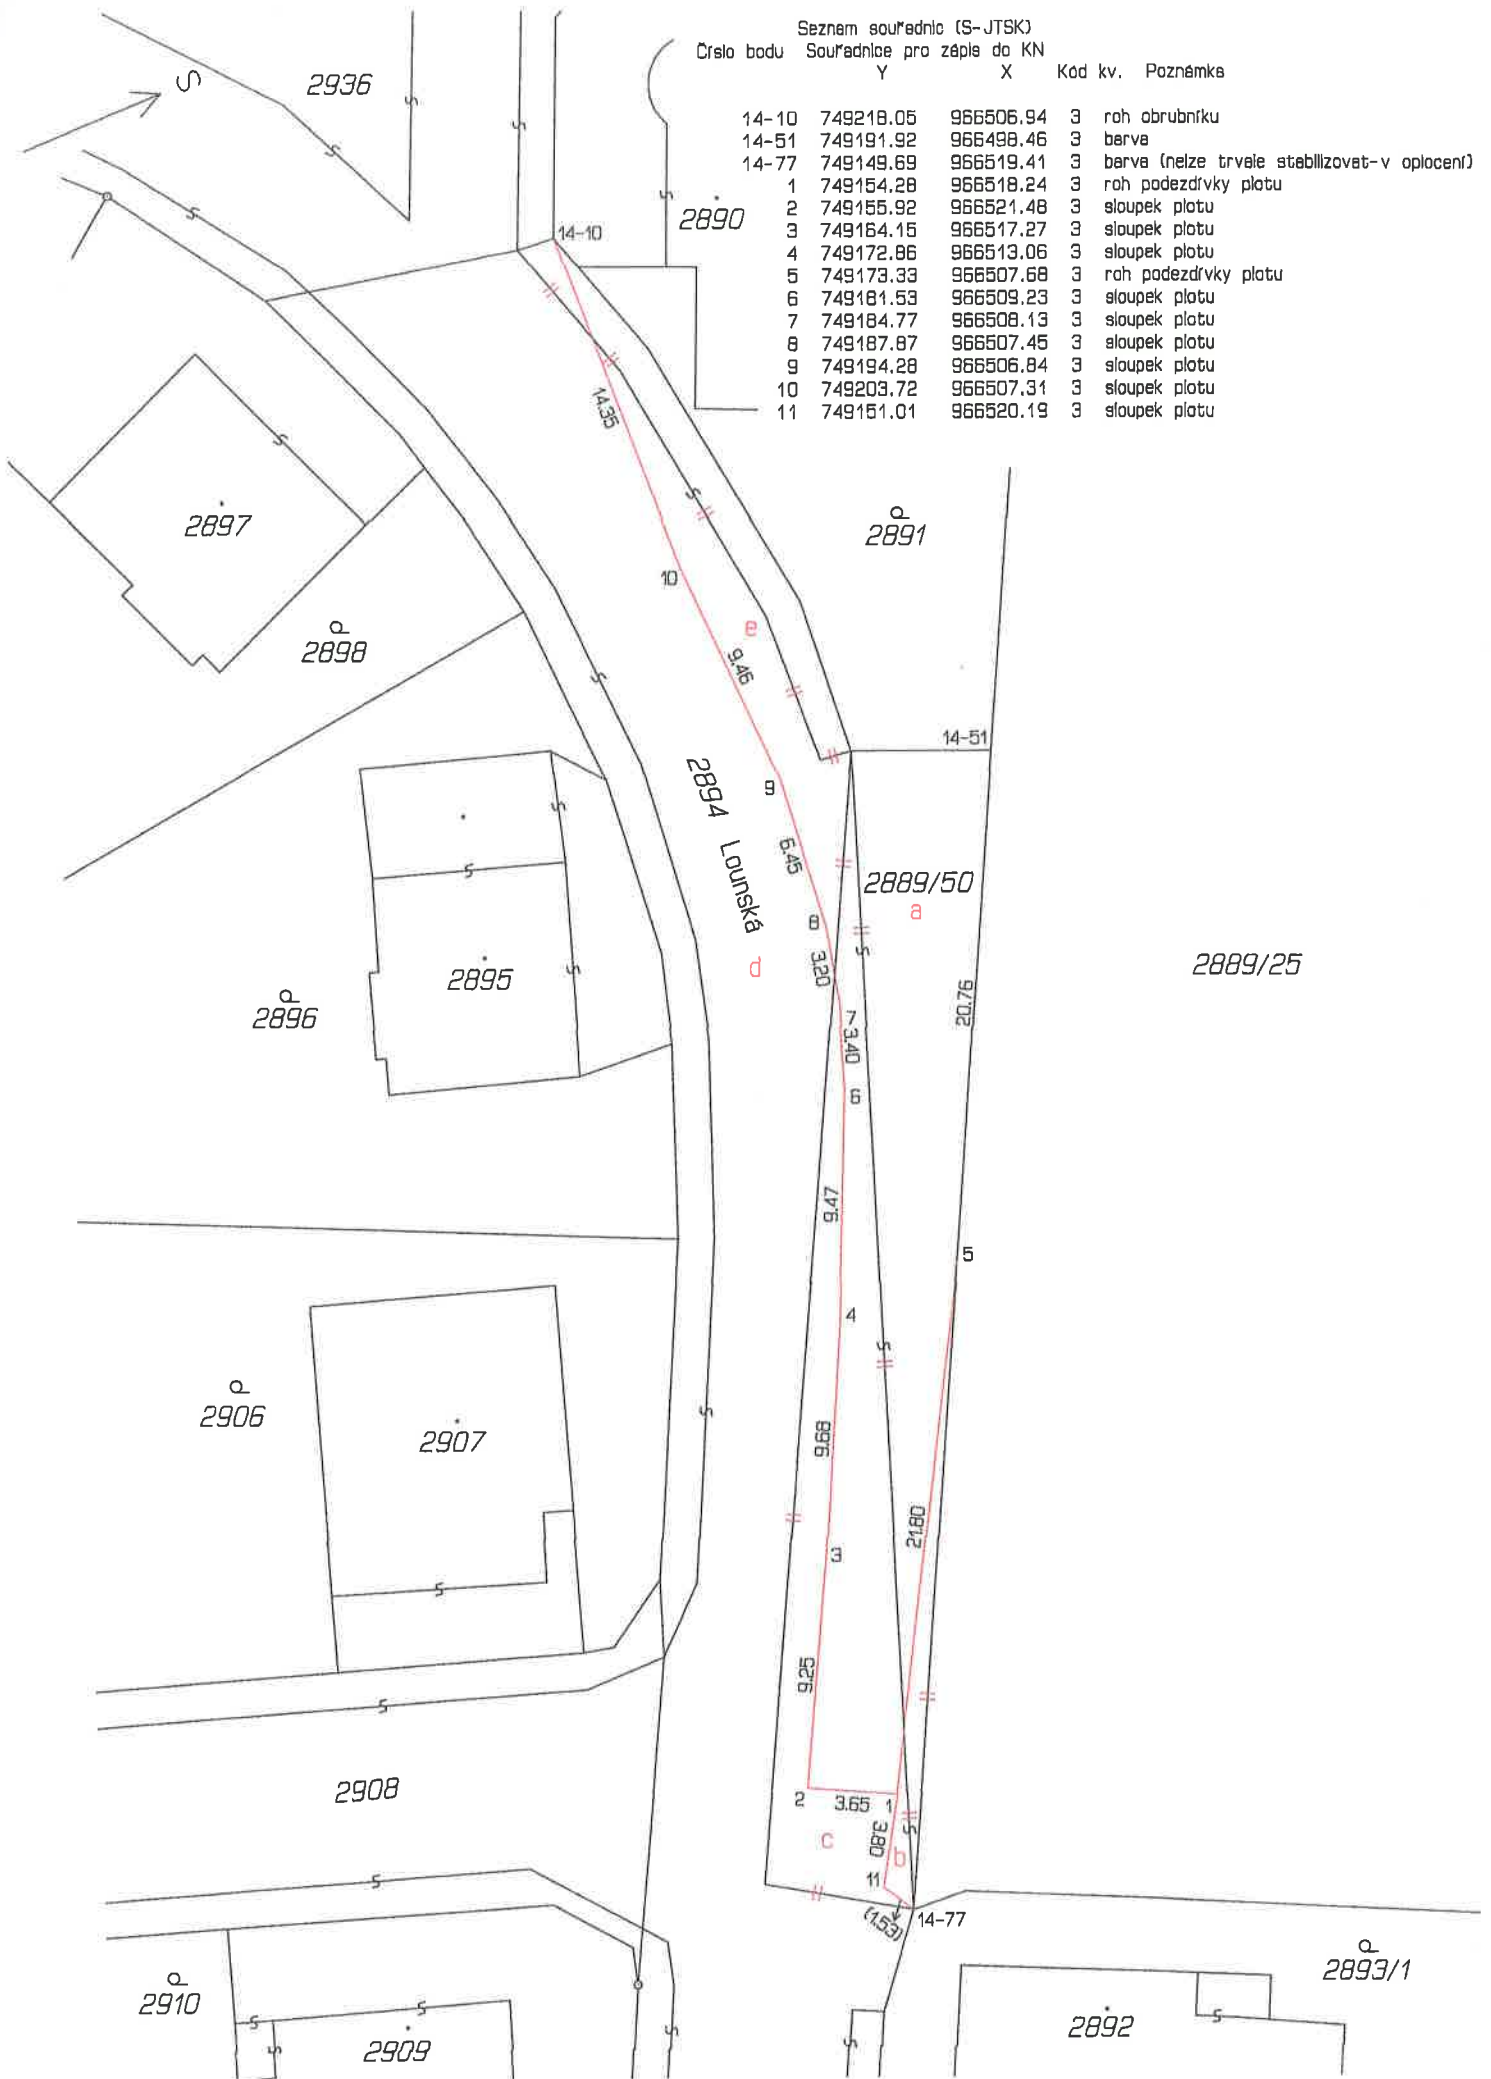 Seznam souřadnic (S-JTSK)
Číslo bodu Souřadnice pro zápis do KN
Y X Kód kv. Poznámka
14-10 749218.05 966506.94 3 roh obrubníku
14-51 749191.92 966498.46 3 barva
14-77 749149.69 966519.41 3 barva (nelze trvale stabilizovat-v oplocení)
1 749154.28 966518.24 3 roh podezdívky plotu
2 749155.92 966521.48 3 sloupek plotu
3 749164.15 966517.27 3 sloupek plotu
4 749172.86 966513.06 3 sloupek plotu
5 749173.33 966507.68 3 roh podezdívky plotu
6 749181.53 966509.23 3 sloupek plotu
7 749184.77 966508.13 3 sloupek plotu
8 749187.87 966507.45 3 sloupek plotu
9 749194.28 966506.84 3 sloupek plotu
10 749203.72 966507.31 3 sloupek plotu
11 749151.01 966520.19 3 sloupek plotu
S
2936
2890
14-10
14.35
2897
2891
10
e
2898
9.46
14-51
9
2894 Lounská
6.45
2889/50
a
8
d
3.20
2895
2889/25
2896
20.76
7
3.40
6
9.47
5
4
2906
2907
9.68
21.80
3
9.25
2908
2
3.65
1
c
3.80
b
11
(1.53)
14-77
2893/1
2910
2909
2892